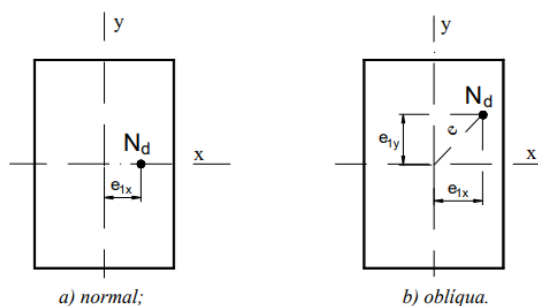 y
N_d
x
e_1x
a) normal;
y
N_d
e
e_1y
x
e_1x
b) oblíqua.